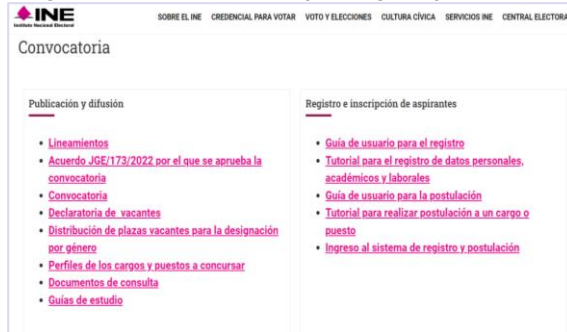 INE
Instituto Nacional Electoral
SOBRE EL INE CREDENCIAL PARA VOTAR VOTO Y ELECCIONES CULTURA CÍVICA SERVICIOS INE CENTRAL ELECTORA
Convocatoria
Publicación y difusión
• Lineamientos
• Acuerdo JGE/173/2022 por el que se aprueba la
convocatoria
• Convocatoria
• Declaratoria de vacantes
• Distribución de plazas vacantes para la designación
por género
• Perfiles de los cargos y puestos a concursar
• Documentos de consulta
• Guías de estudio
Registro e inscripción de aspirantes
• Guía de usuario para el registro
• Tutorial para el registro de datos personales,
académicos y laborales
• Guía de usuario para la postulación
• Tutorial para realizar postulación a un cargo o
puesto
• Ingreso al sistema de registro y postulación